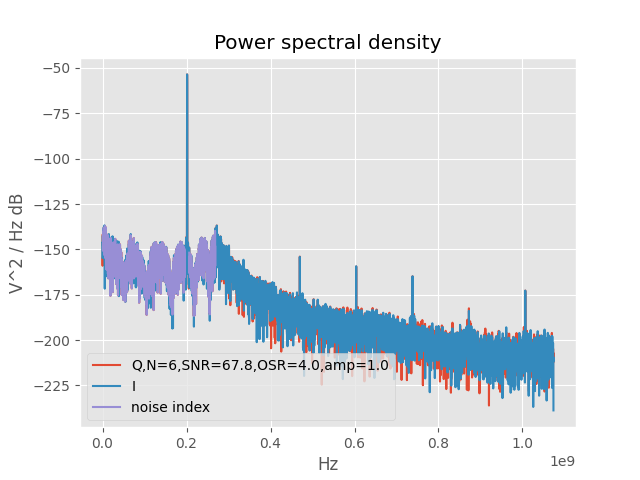 Power spectral density
V^2 / Hz dB
−50
−75
−100
−125
−150
−175
−200
−225
Q,N=6,SNR=67.8,OSR=4.0,amp=1.0
I
noise index
0.0 0.2 0.4 0.6 0.8 1.0
1e9
Hz